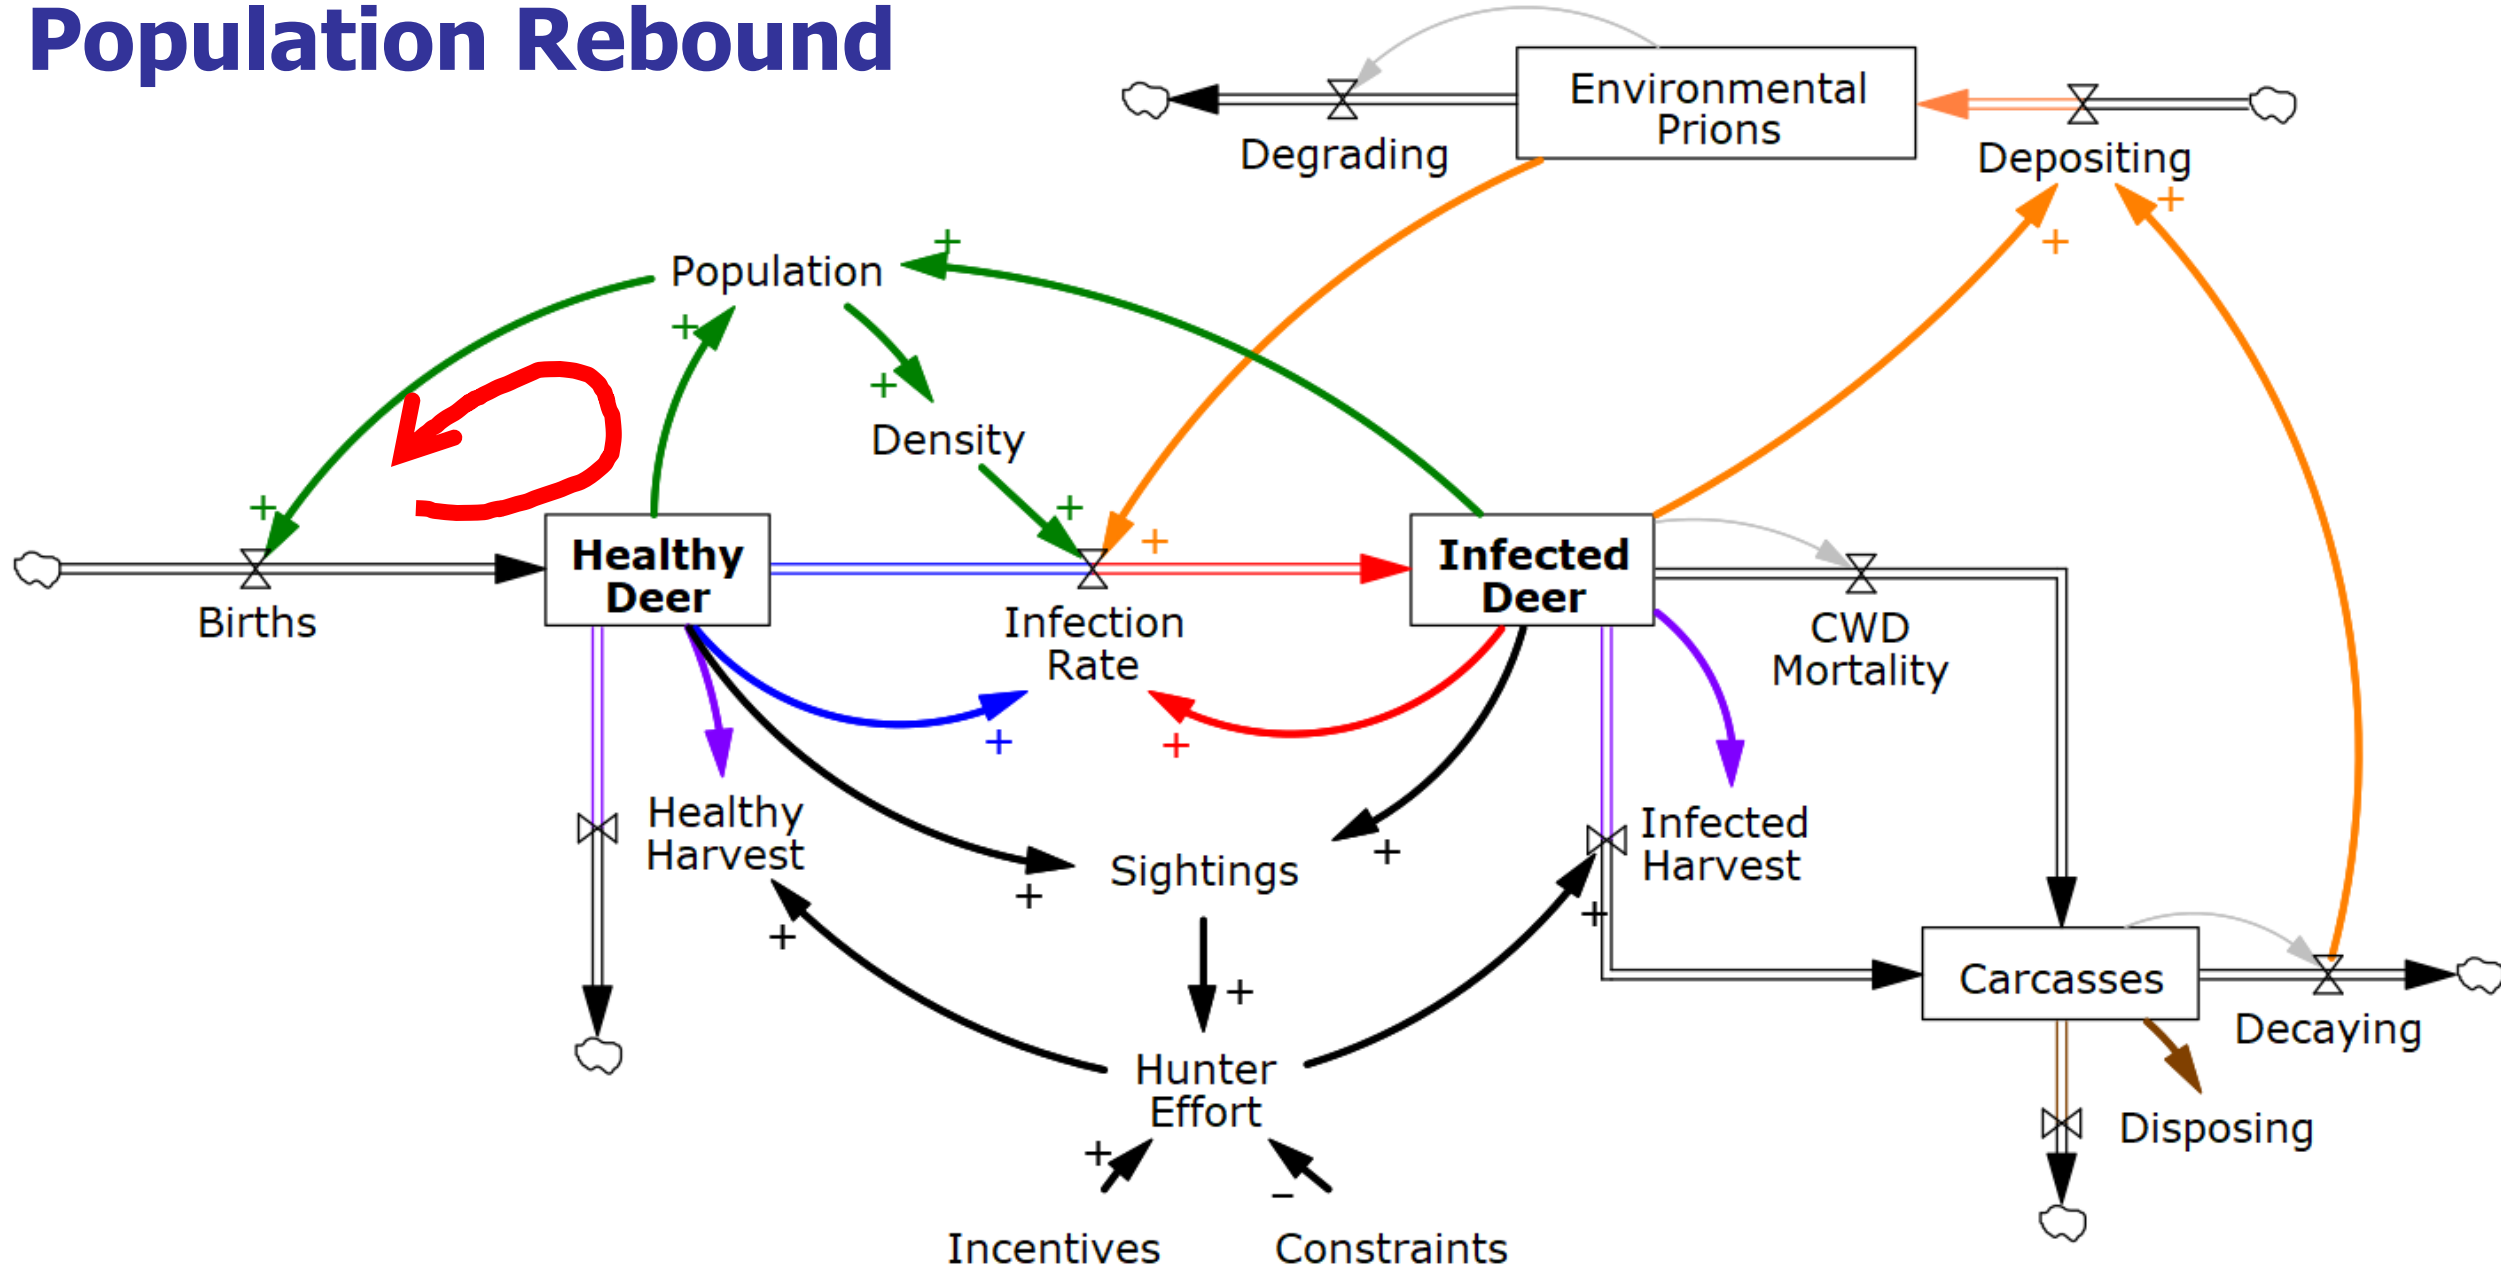 Population Rebound
Environmental
Prions
Degrading
Depositing
+
+
+
Population
+
+
Density
+
+
+
Healthy
Deer
Infected
Deer
Births
Infection
Rate
CWD
Mortality
+
+
Healthy
Harvest
Infected
Harvest
Sightings
+
+
+
+
+
Carcasses
Decaying
Hunter
Effort
Disposing
+
−
Incentives
Constraints